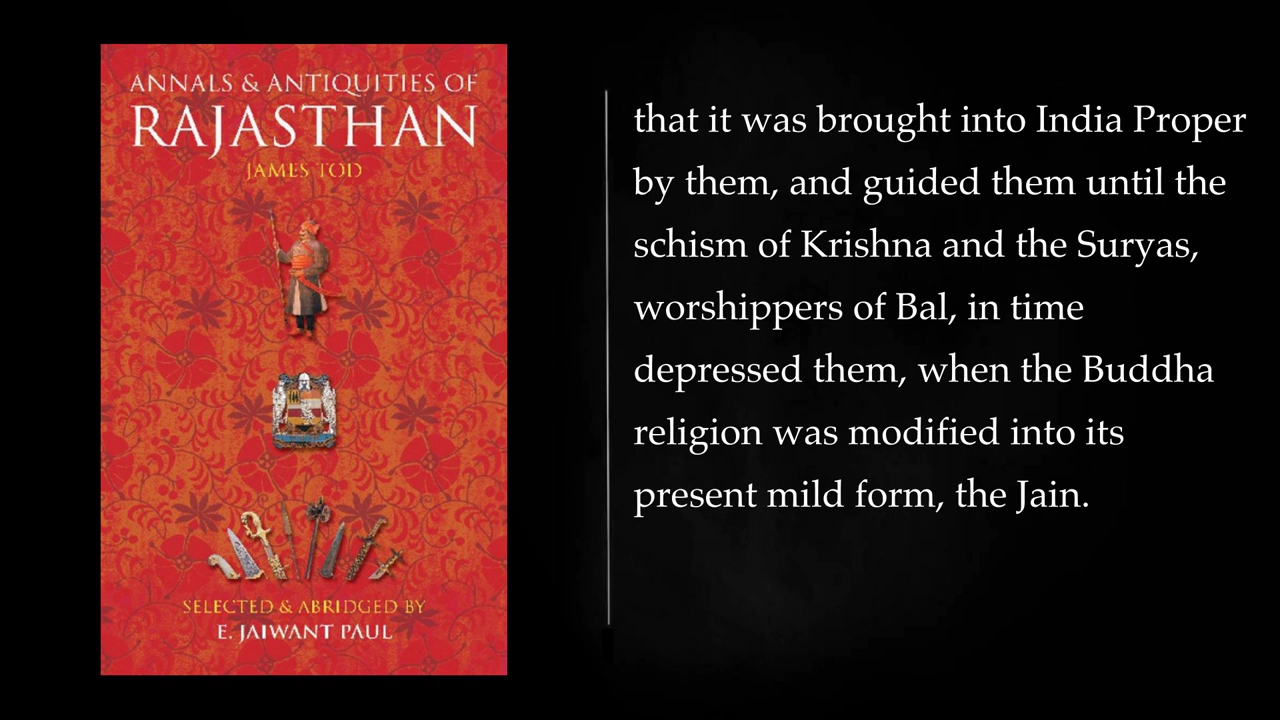 ANNALS & ANTIQUITIES OF
RAJASTHAN
JAMES TOD
SELECTED & ABRIDGED BY
E. JAIWANT PAUL
that it was brought into India Proper
by them, and guided them until the
schism of Krishna and the Suryas,
worshippers of Bal, in time
depressed them, when the Buddha
religion was modified into its
present mild form, the Jain.